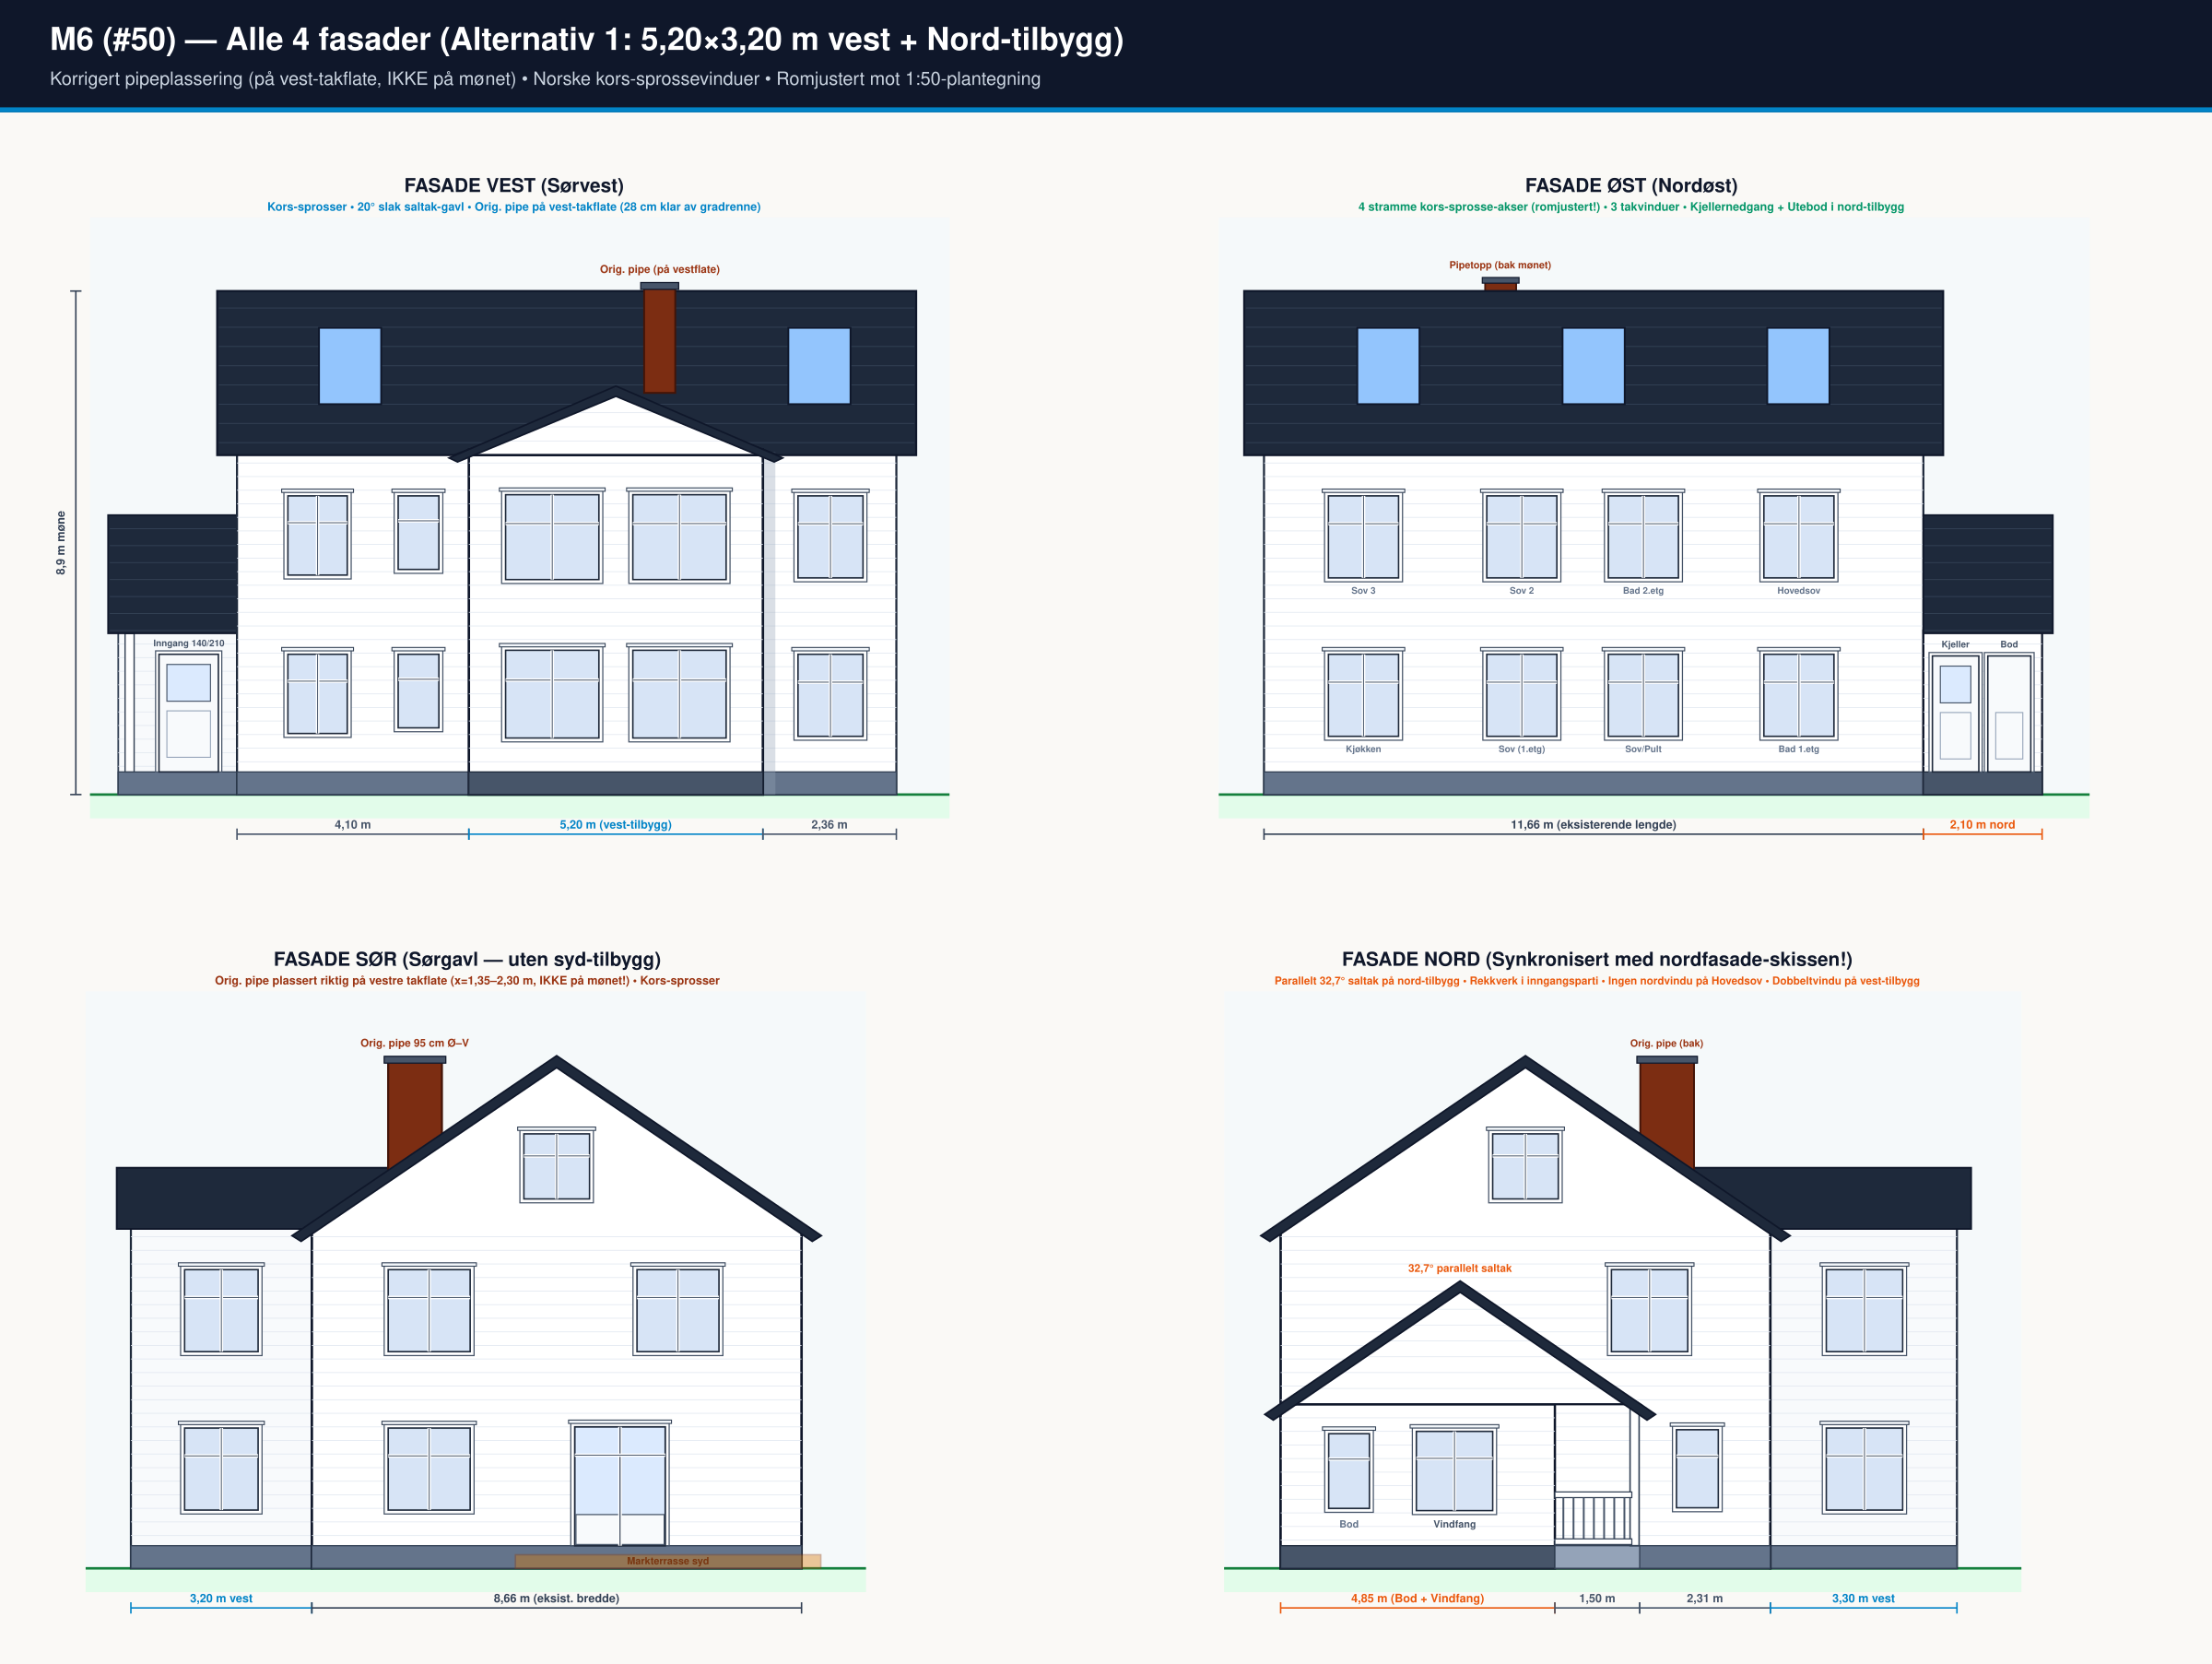 M6 (#50) — Alle 4 fasader (Alternativ 1: 5,20×3,20 m vest + Nord-tilbygg)
Korrigert pipeplassering (på vest-takflate, IKKE på mønet) • Norske kors-sprossevinduer • Romjustert mot 1:50-plantegning
FASADE VEST (Sørvest)
Kors-sprosser • 20° slak saltak-gavl • Orig. pipe på vest-takflate (28 cm klar av gradrenne)
Orig. pipe (på vestflate)
8,9 m møne
Inngang 140/210
4,10 m
5,20 m (vest-tilbygg)
2,36 m
FASADE ØST (Nordøst)
4 stramme kors-sprosse-akser (romjustert!) • 3 takvinduer • Kjellernedgang + Utebod i nord-tilbygg
Pipetopp (bak mønet)
Sov 3
Sov 2
Bad 2.etg
Hovedsov
Kjeller
Bod
Kjøkken
Sov (1.etg)
Sov/Pult
Bad 1.etg
11,66 m (eksisterende lengde)
2,10 m nord
FASADE SØR (Sørgavl — uten syd-tilbygg)
Orig. pipe plassert riktig på vestre takflate (x=1,35–2,30 m, IKKE på mønet!) • Kors-sprosser
Orig. pipe 95 cm Ø–V
Markterrasse syd
3,20 m vest
8,66 m (eksist. bredde)
FASADE NORD (Synkronisert med nordfasade-skissen!)
Parallelt 32,7° saltak på nord-tilbygg • Rekkverk i inngangsparti • Ingen nordvindu på Hovedsov • Dobbeltvindu på vest-tilbygg
Orig. pipe (bak)
32,7° parallelt saltak
Bod
Vindfang
4,85 m (Bod + Vindfang)
1,50 m
2,31 m
3,30 m vest